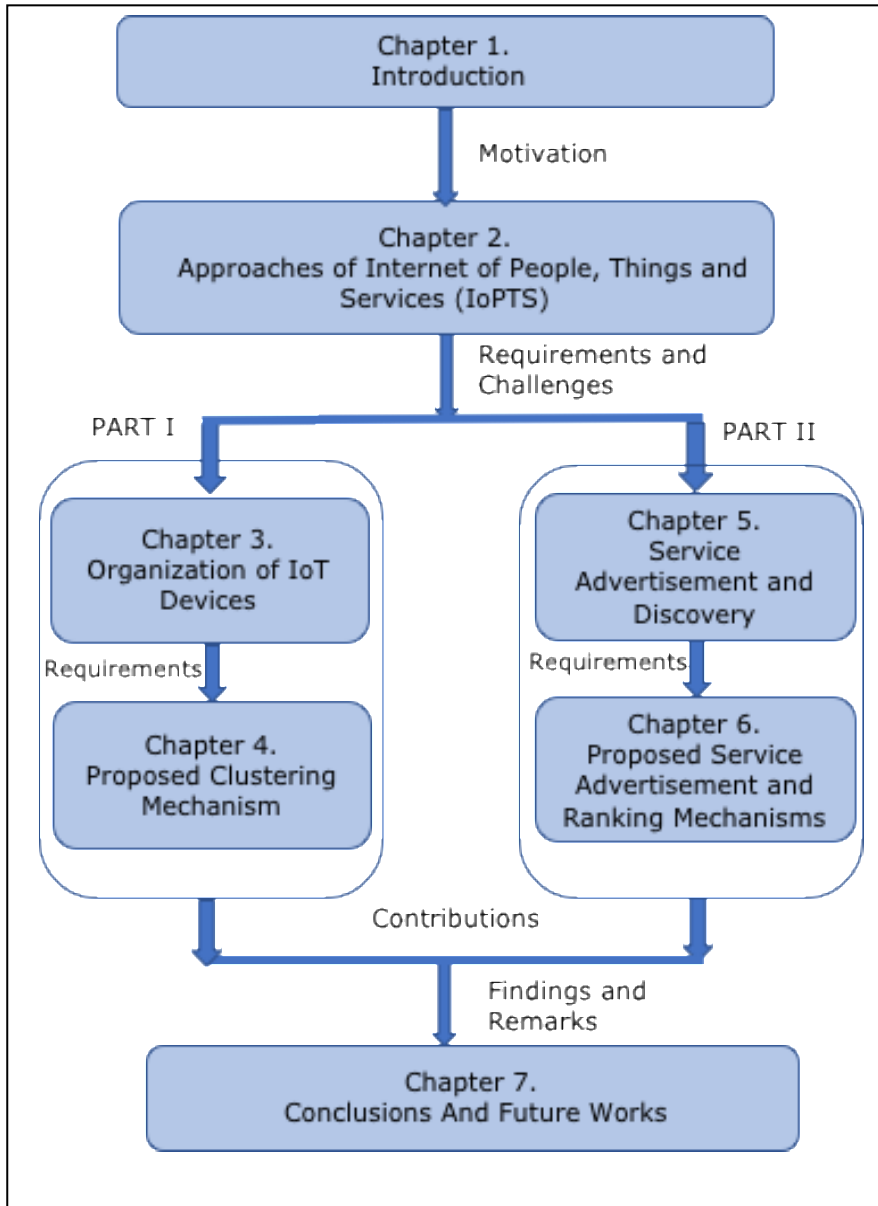 Chapter 1.
Introduction
Motivation
Chapter 2.
Approaches of Internet of People, Things and
Services (IoPTS)
Requirements and
Challenges
PART I
Chapter 3.
Organization of IoT
Devices
Requirements
Chapter 4.
Proposed Clustering
Mechanism
PART II
Chapter 5.
Service
Advertisement and
Discovery
Requirements
Chapter 6.
Proposed Service
Advertisement and
Ranking Mechanisms
Contributions
Findings and
Remarks
Chapter 7.
Conclusions And Future Works